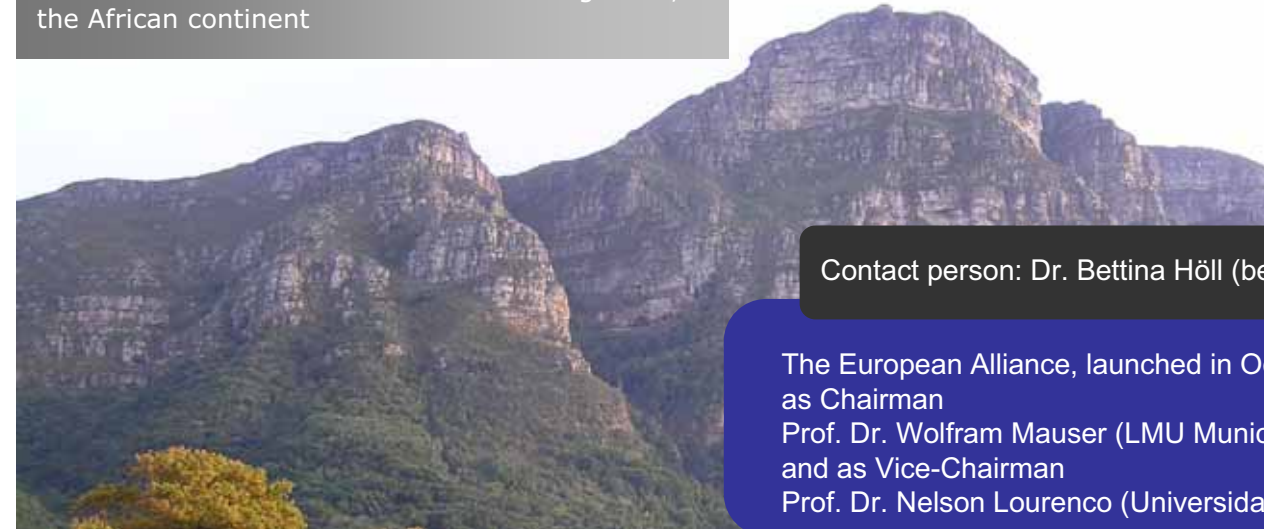 the African continent
Contact person: Dr. Bettina Höll (be
The European Alliance, launched in O
as Chairman
Prof. Dr. Wolfram Mauser (LMU Munic
and as Vice-Chairman
Prof. Dr. Nelson Lourenco (Universida